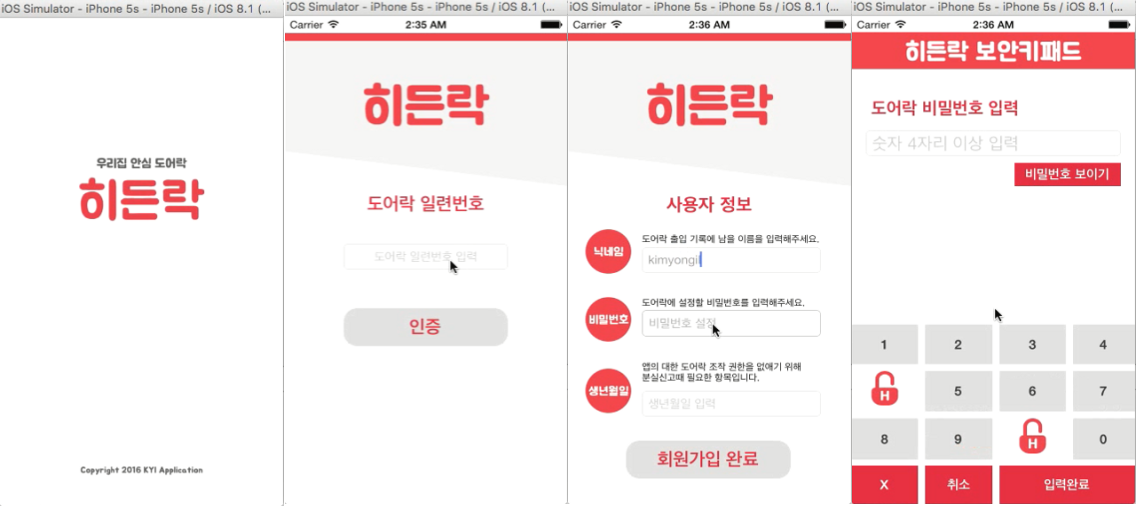 iOS Simulator - iPhone 5s - iPhone 5s / iOS 8.1 (...
우리집 안심 도어락
히든락
Copyright 2016 KYI Application
iOS Simulator - iPhone 5s - iPhone 5s / iOS 8.1 (...
Carrier 2:35 AM
히든락
도어락 일련번호
도어락 일련번호 입력
인증
iOS Simulator - iPhone 5s - iPhone 5s / iOS 8.1 (...
Carrier 2:36 AM
히든락
사용자 정보
도어락 출입 기록에 남을 이름을 입력해주세요.
닉네임
kimyongil
도어락에 설정할 비밀번호를 입력해주세요.
비밀번호
비밀번호 설정
앱의 대한 도어락 조작 권한을 없애기 위해
분실신고때 필요한 항목입니다.
생년월일
생년월일 입력
회원가입 완료
iOS Simulator - iPhone 5s - iPhone 5s / iOS 8.1 (...
Carrier 2:36 AM
히든락 보안키패드
도어락 비밀번호 입력
숫자 4자리 이상 입력
비밀번호 보이기
1 2 3 4
H 5 6 7
8 9 H 0
X 취소 입력완료